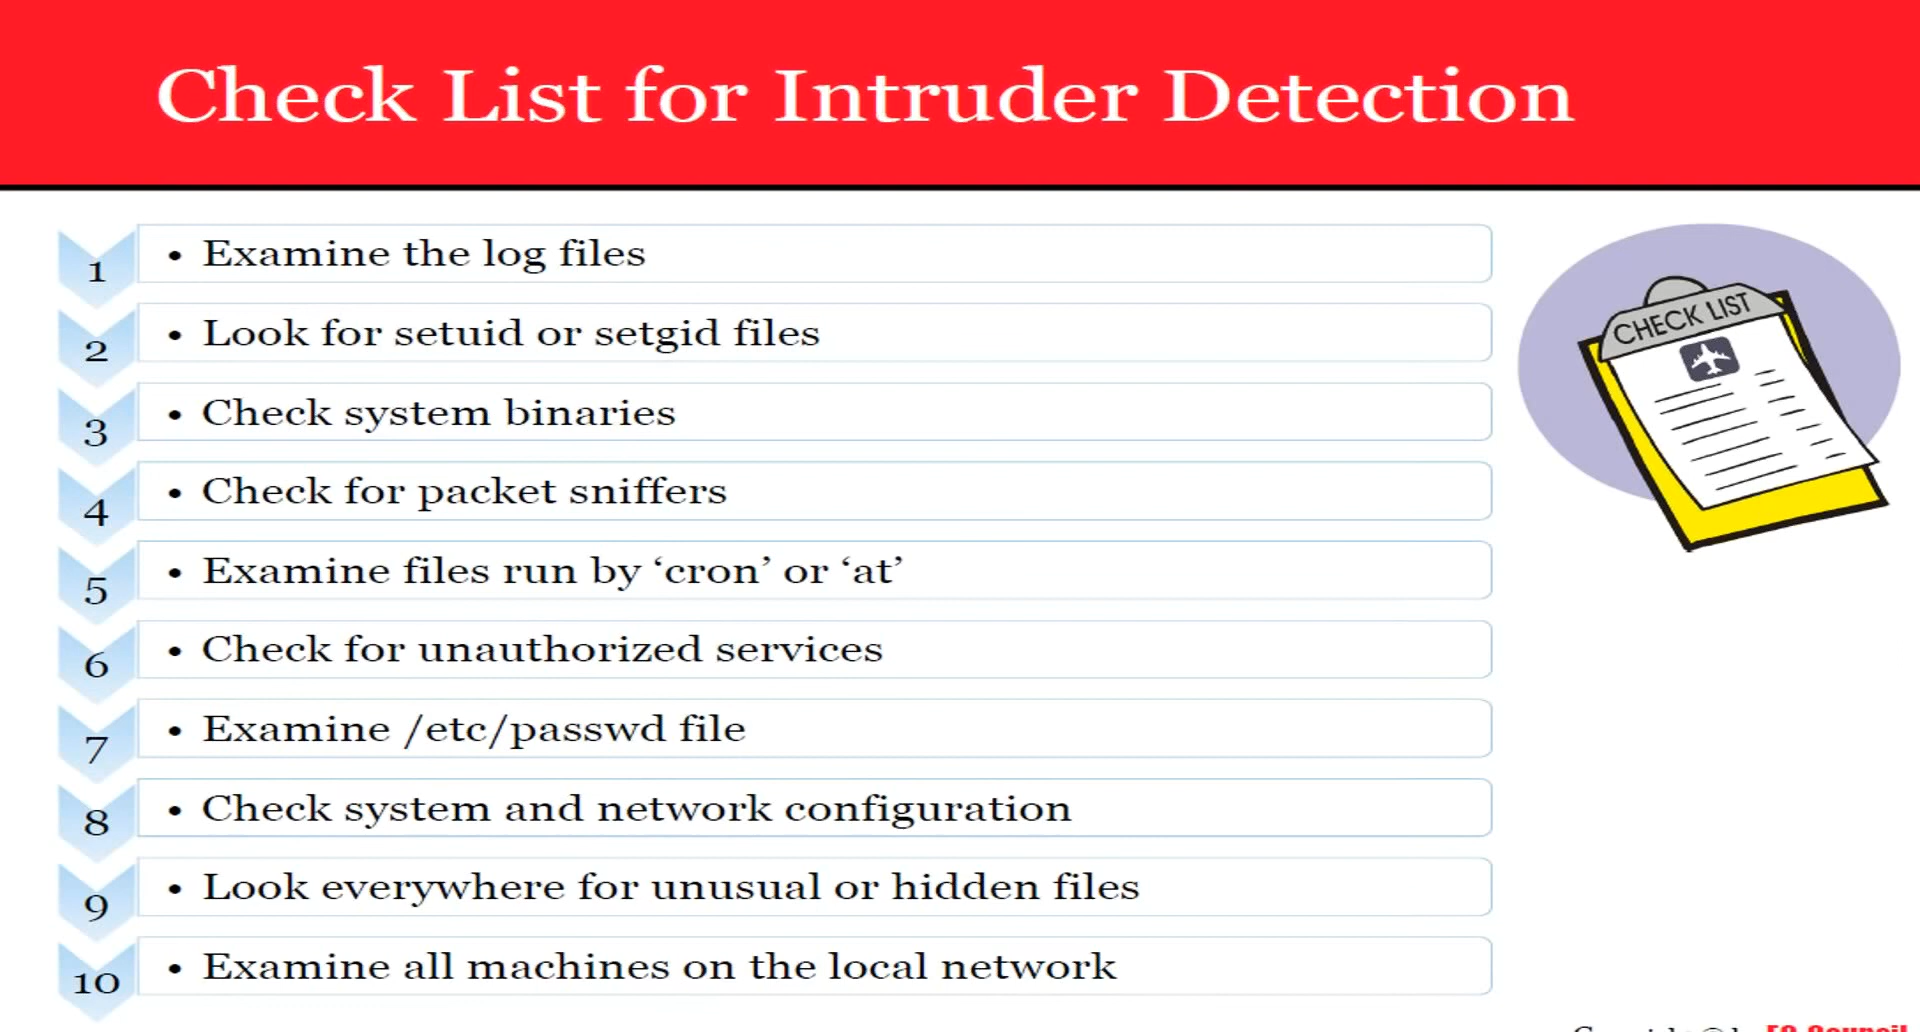 Check List for Intruder Detection
1
• Examine the log files
2
• Look for setuid or setgid files
3
• Check system binaries
4
• Check for packet sniffers
5
• Examine files run by ‘cron’ or ‘at’
6
• Check for unauthorized services
7
• Examine /etc/passwd file
8
• Check system and network configuration
9
• Look everywhere for unusual or hidden files
10
• Examine all machines on the local network
CHECK LIST